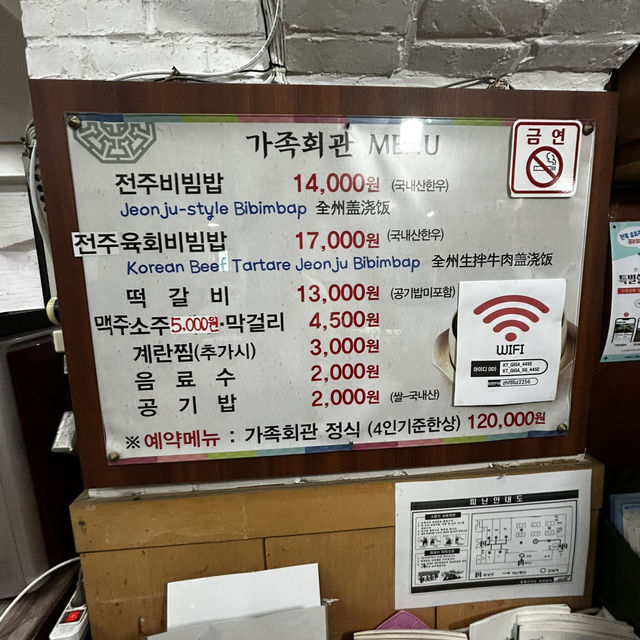 가족회관 MENU
금연
전주비빔밥 14,000원 (국내산한우)
Jeonju-style Bibimbap 全州盖浇饭
전주육회비빔밥 17,000원 (국내산한우)
Korean Beef Tartare Jeonju Bibimbap 全州生拌牛肉盖浇饭
떡갈비 13,000원 (공기밥미포함)
맥주소주5,000원·막걸리 4,500원
계란찜(추가시) 3,000원
음료수 2,000원
공기밥 2,000원 (쌀-국내산)
※예약메뉴 : 가족회관 정식 (4인기준한상) 120,000원
WIFI
아이디 (ID) KT_GIGA_445E
KT_GIGA_5G_445E
피난안내도